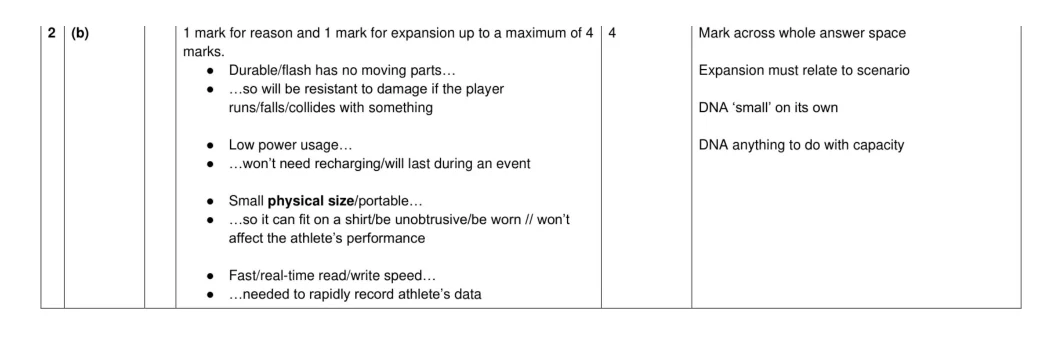 2 (b) 1 mark for reason and 1 mark for expansion up to a maximum of 4 marks. 4 Mark across whole answer space
● Durable/flash has no moving parts… Expansion must relate to scenario
● …so will be resistant to damage if the player
runs/falls/collides with something DNA ‘small’ on its own
● Low power usage… DNA anything to do with capacity
● …won’t need recharging/will last during an event
● Small physical size/portable…
● …so it can fit on a shirt/be unobtrusive/be worn // won’t
affect the athlete’s performance
● Fast/real-time read/write speed…
● …needed to rapidly record athlete’s data